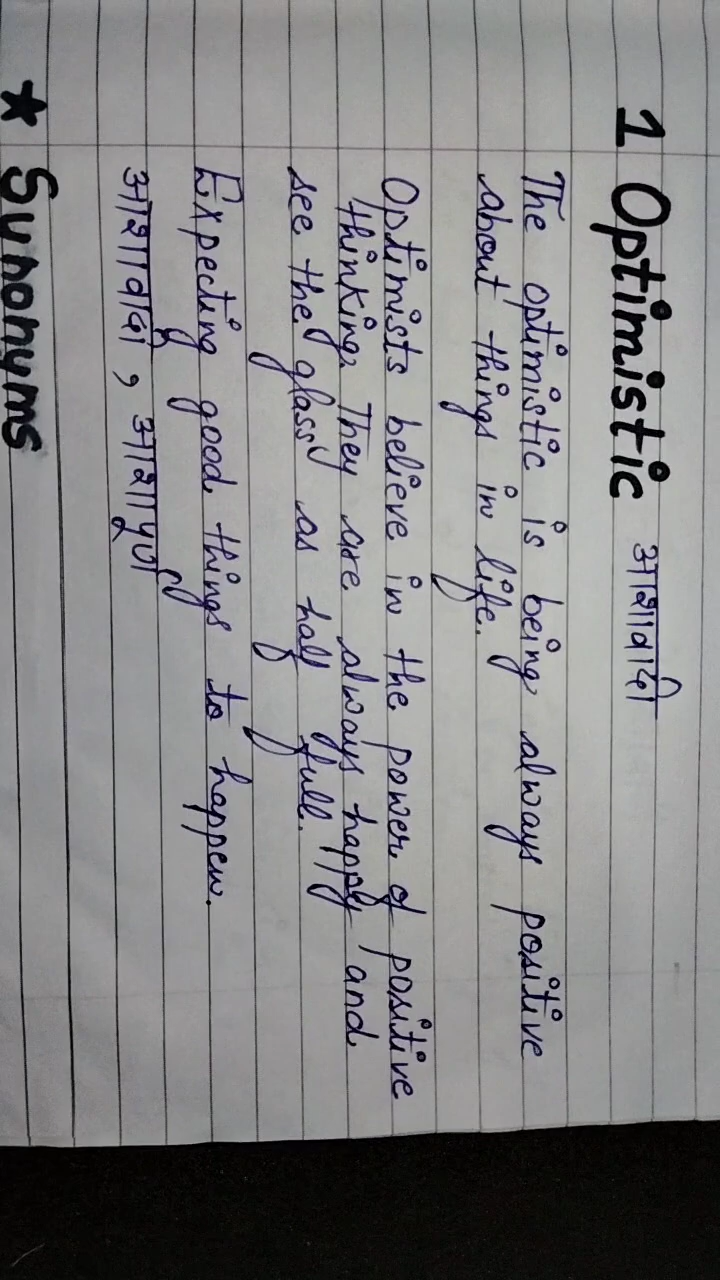 1 Optimistic आशावादी
The optimistic is being always positive
about things in life.
Optimists believe in the power of positive
thinking. They are always happy and
see the glass as half full.
Expecting good things to happen.
आशावादी, आशापूर्ण
★ Synonyms